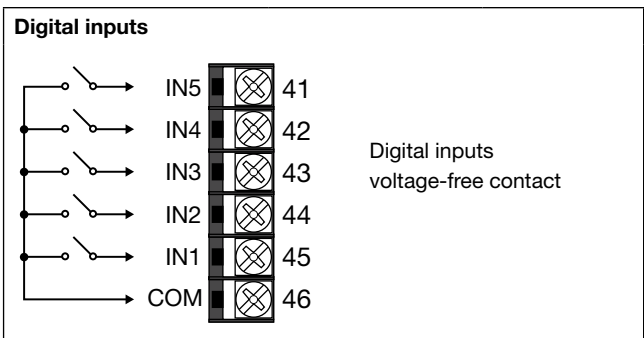 Digital inputs
IN5 41
IN4 42
IN3 43
IN2 44
IN1 45
COM 46
Digital inputs
voltage-free contact